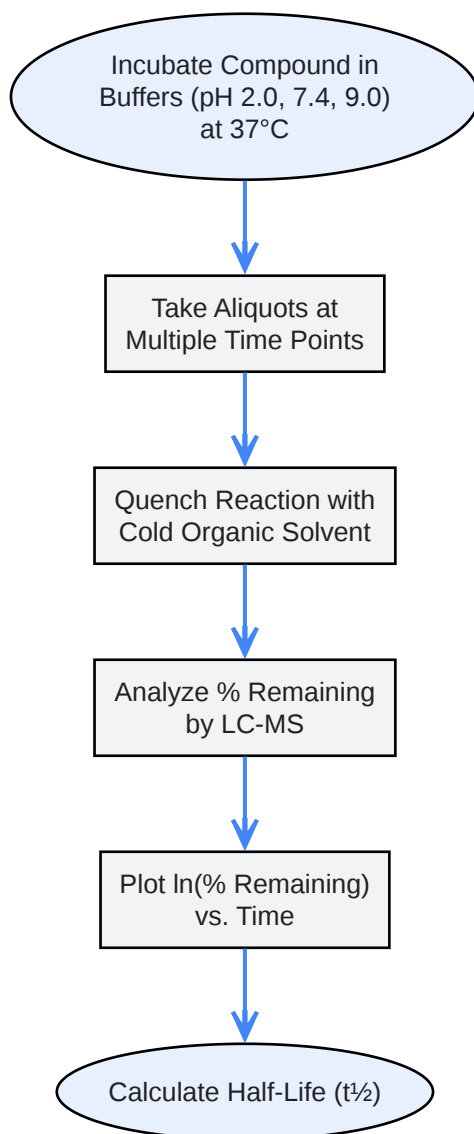 Incubate Compound in
Buffers (pH 2.0, 7.4, 9.0)
at 37°C
Take Aliquots at
Multiple Time Points
Quench Reaction with
Cold Organic Solvent
Analyze % Remaining
by LC-MS
Plot ln(% Remaining)
vs. Time
Calculate Half-Life (t½)